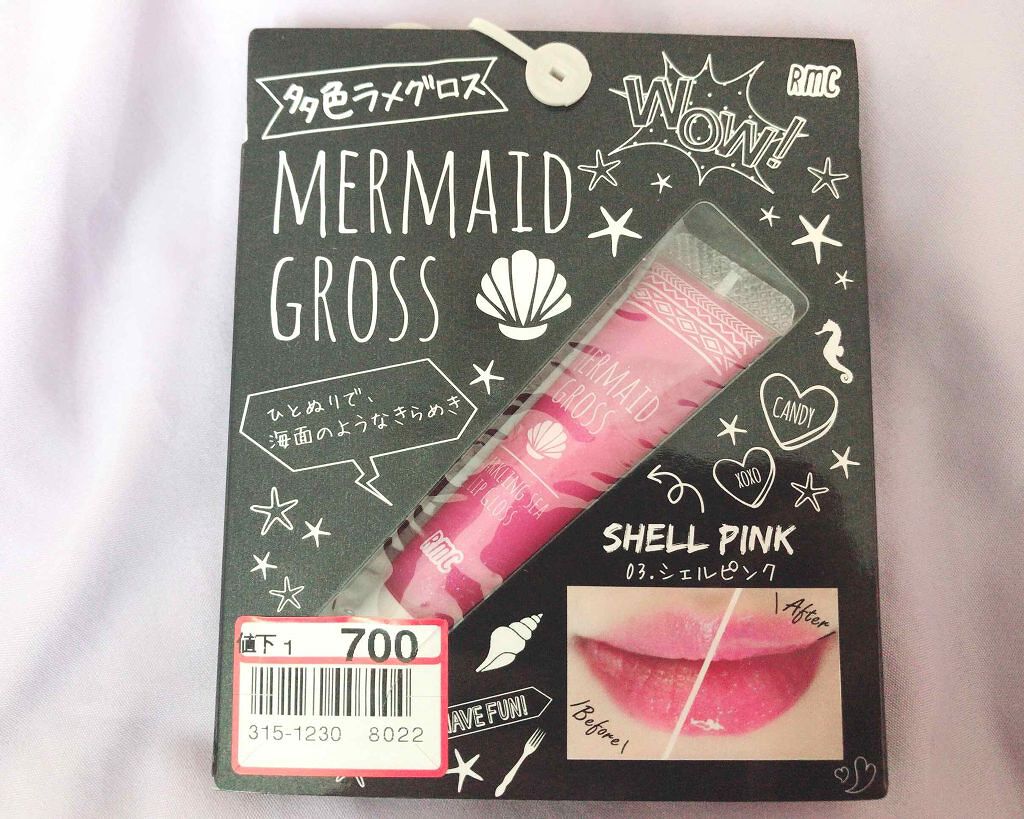 多色ラメグロス
WOW!
RMC
MERMAID
GROSS
ひとぬりで、
海面のようなきらめき
MERMAID
GROSS
SEA
LIP GLOSS
RMC
CANDY
XOXO
SHELL PINK
03.シェルピンク
After
Before
値下1 700
315-1230 8022
HAVE FUN!